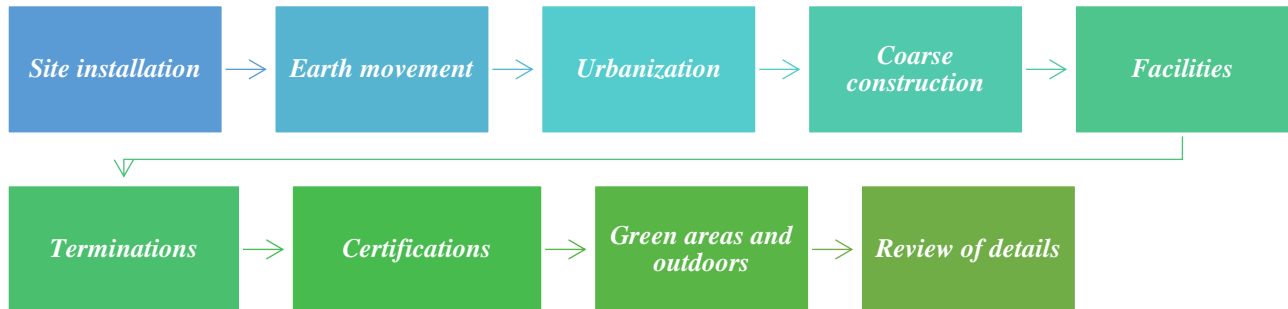 Site installation
Earth movement
Urbanization
Coarse
construction
Facilities
Terminations
Certifications
Green areas and
outdoors
Review of details